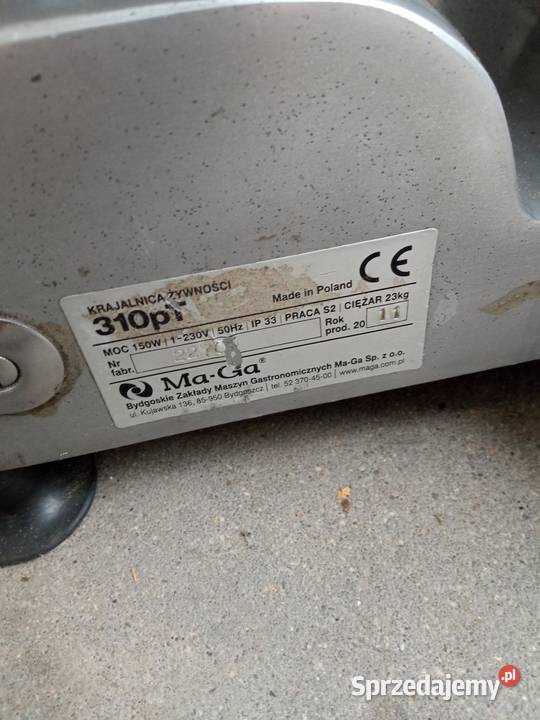 KRAJALNICA ŻYWNOŚCI
310pT
Made in Poland
CE
MOC 150W | 1~230V | 50Hz | IP 33 | PRACA S2 | CIĘŻAR 23kg
Nr fabr.
Rok prod. 20 11
Ma-Ga®
Bydgoskie Zakłady Maszyn Gastronomicznych Ma-Ga Sp. z o.o.
ul. Kujawska 136, 85-950 Bydgoszcz | tel. 52 370-45-00 | www.maga.com.pl
Sprzedajemy.pl